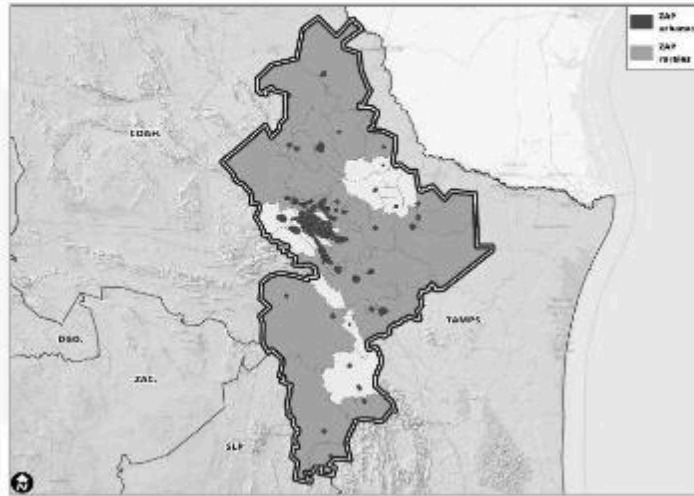 ZAP
urbanas
ZAP
rurales
COAH.
TAMPS.
DGO.
ZAC.
SLP
N